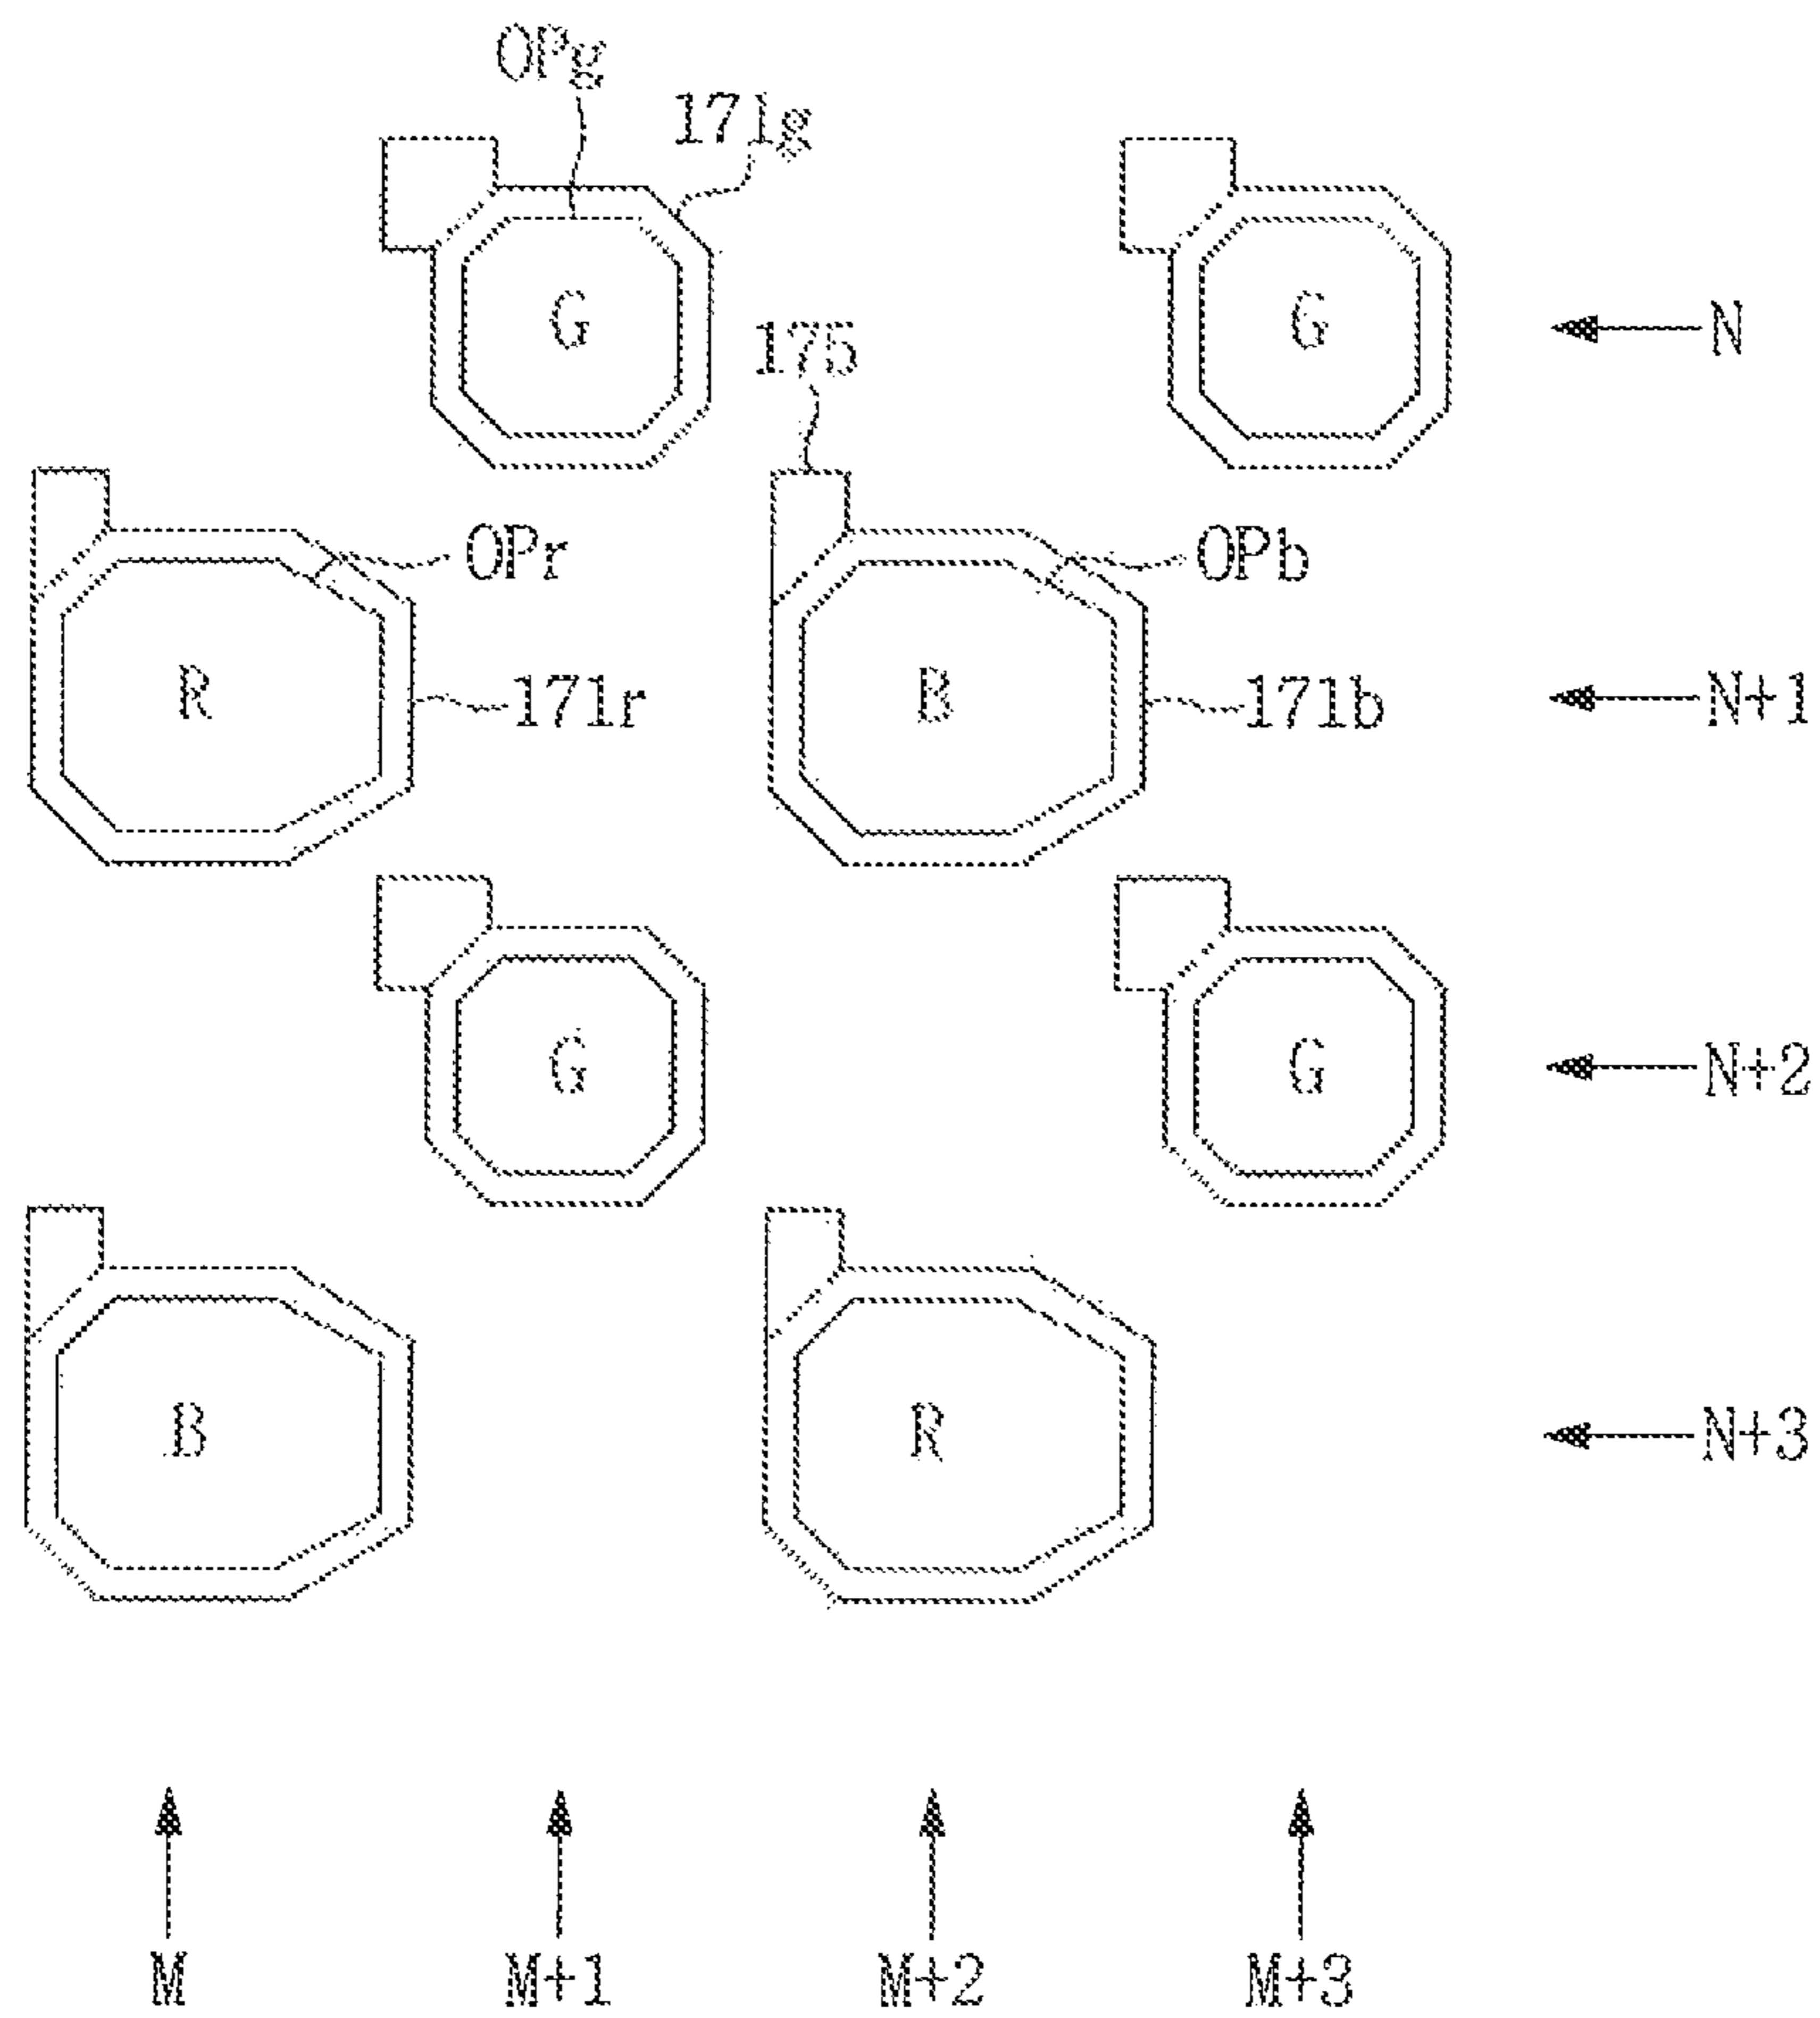 OPg
171g
G G N
175
OPr OPb
R 171r B 171b N+1
G G N+2
B R N+3
M M+1 M+2 M+3